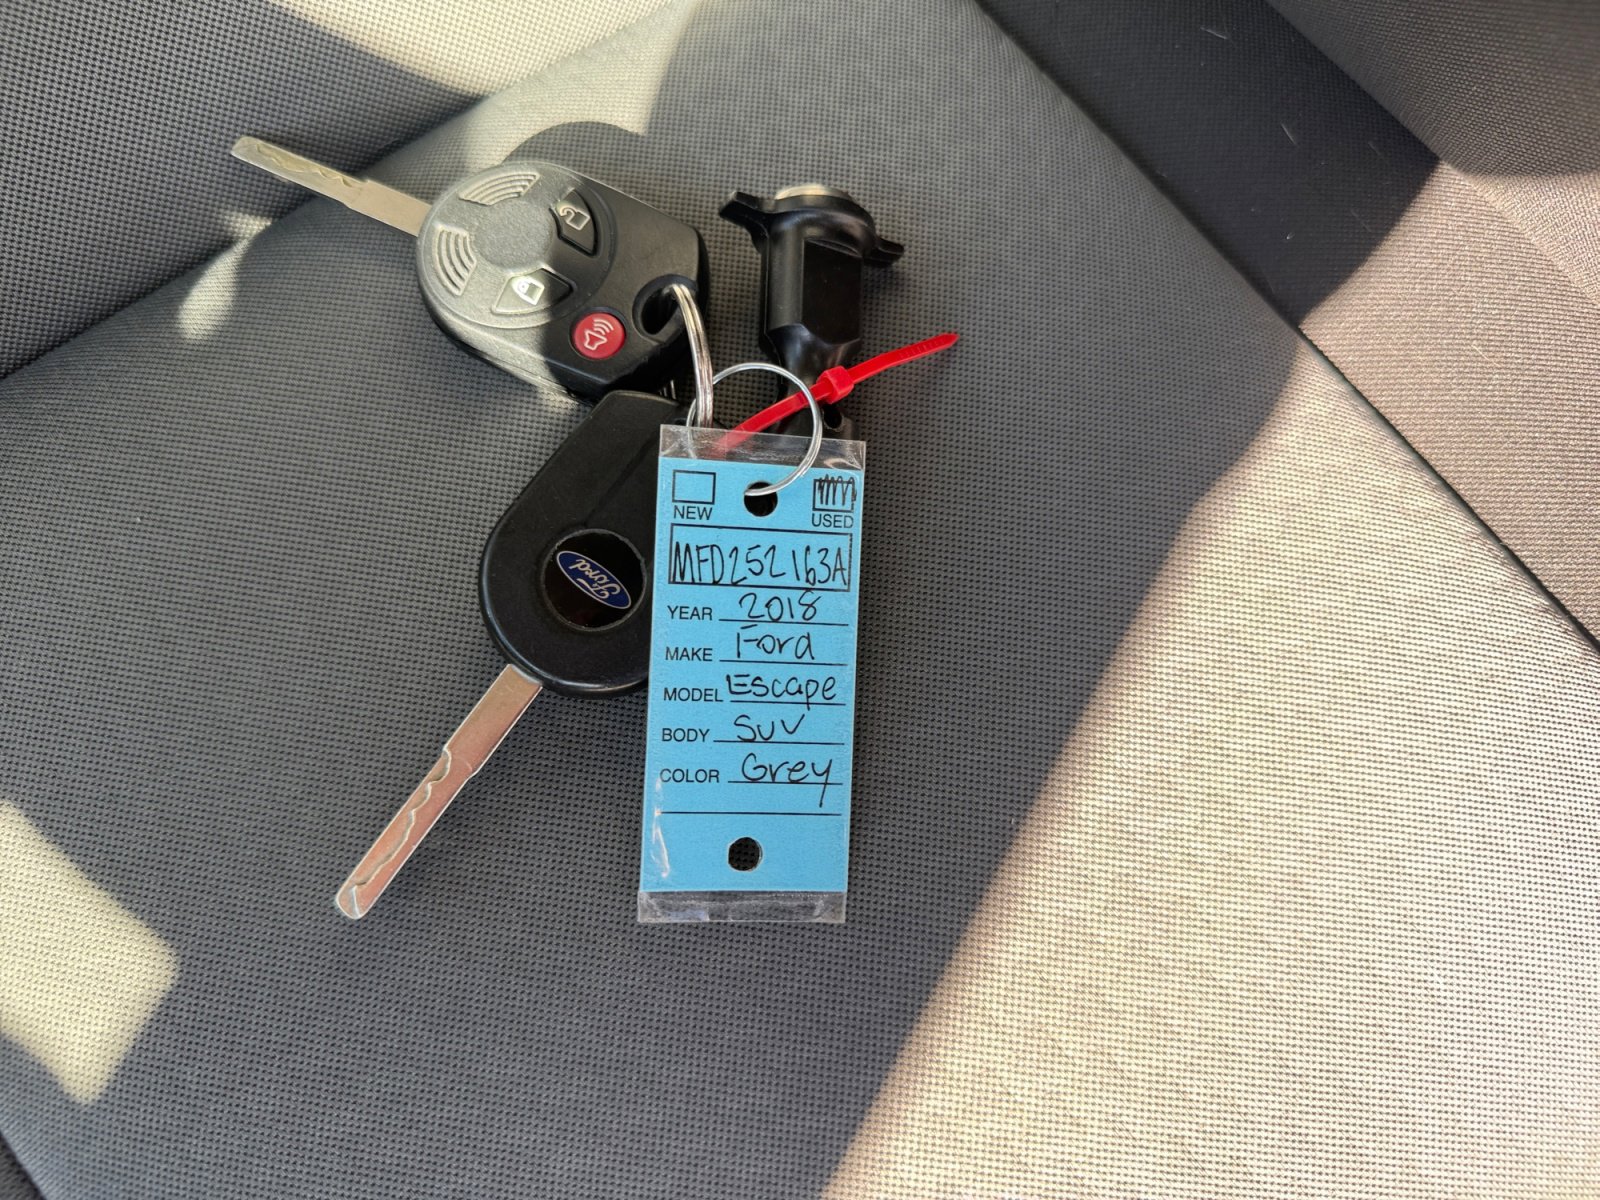 NEW USED
MFD252163A
YEAR 2018
MAKE Ford
MODEL Escape
BODY SUV
COLOR Grey
Ford